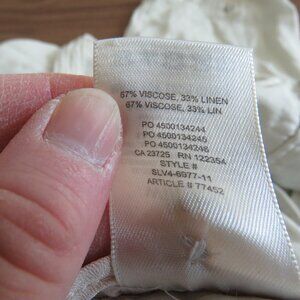 67% VISCOSE, 33% LINEN
67% VISCOSE, 33% LIN
PO 4500134244
PO 4500134245
PO 4500134246
CA 23725 RN 122354
STYLE #
SLV4-6977-11
ARTICLE # 77452